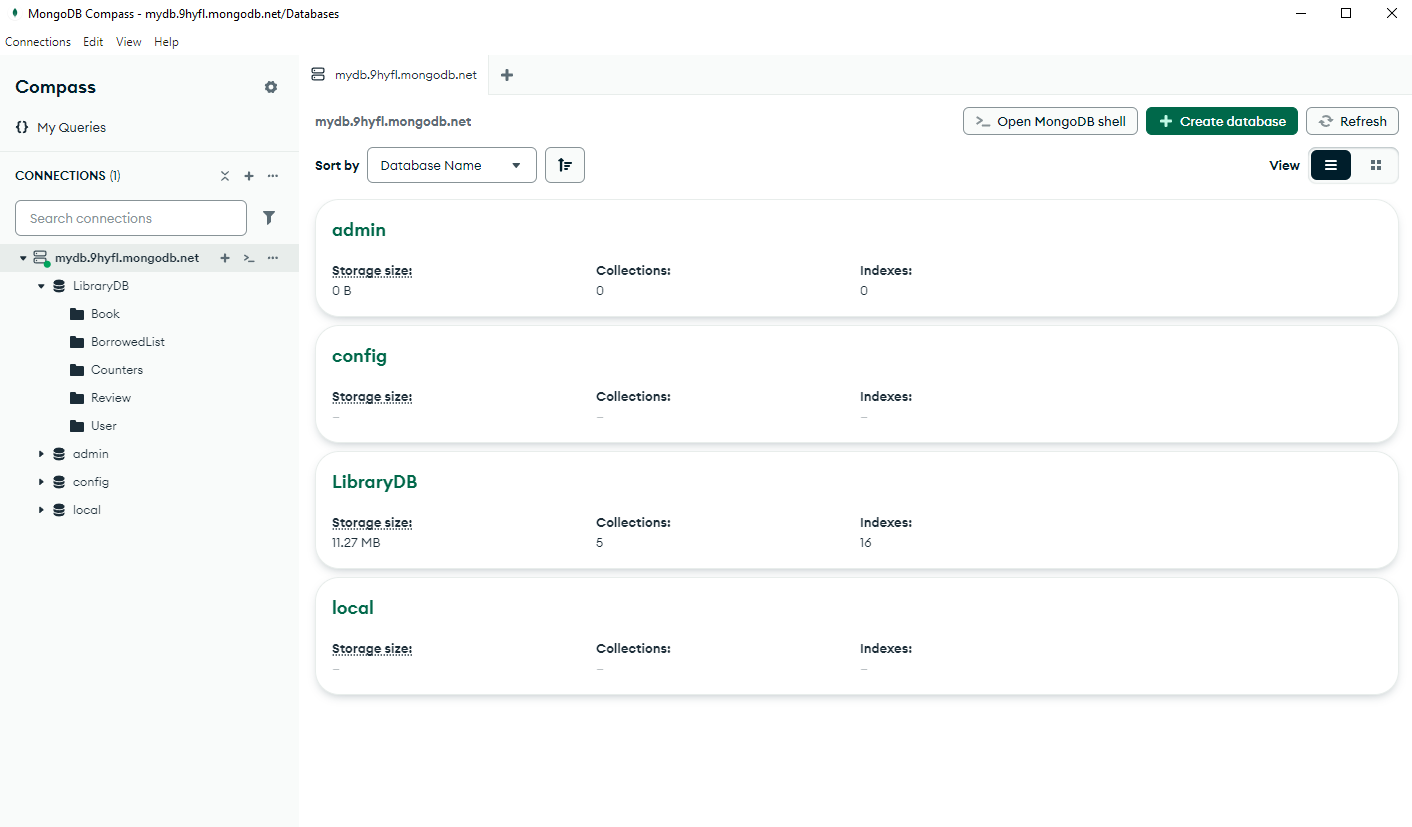 MongoDB Compass - mydb.9hyfl.mongodb.net/Databases
Connections Edit View Help
Compass
{} My Queries
CONNECTIONS (1)
Search connections
mydb.9hyfl.mongodb.net
LibraryDB
Book
BorrowedList
Counters
Review
User
admin
config
local
mydb.9hyfl.mongodb.net
mydb.9hyfl.mongodb.net
>_ Open MongoDB shell
Create database
Refresh
Sort by Database Name
View
admin
Storage size: Collections: Indexes:
0 B 0 0
config
Storage size: Collections: Indexes:
– – –
LibraryDB
Storage size: Collections: Indexes:
11.27 MB 5 16
local
Storage size: Collections: Indexes:
– – –